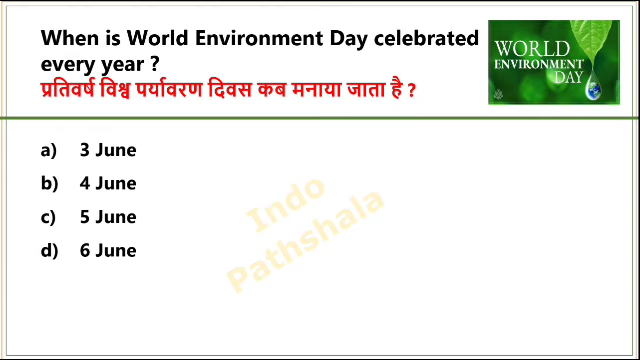 When is World Environment Day celebrated
every year ?
प्रतिवर्ष विश्व पर्यावरण दिवस कब मनाया जाता है ?
WORLD
ENVIRONMENT
DAY
a) 3 June
b) 4 June
c) 5 June
d) 6 June
Indo
Pathshala